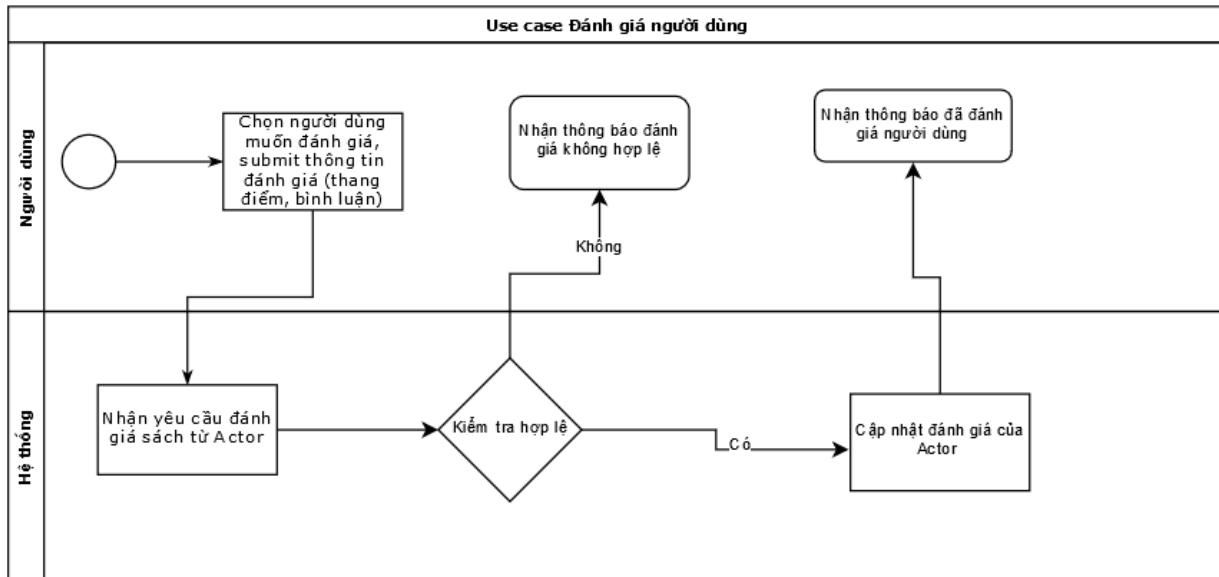 Use case Đánh giá người dùng
Người dùng
Chọn người dùng
muốn đánh giá,
submit thông tin
đánh giá (thang
điểm, bình luận)
Nhận thông báo đánh
giá không hợp lệ
Nhận thông báo đã đánh
giá người dùng
Không
Hệ thống
Nhận yêu cầu đánh
giá sách từ Actor
Kiểm tra hợp lệ
Có
Cập nhật đánh giá của
Actor